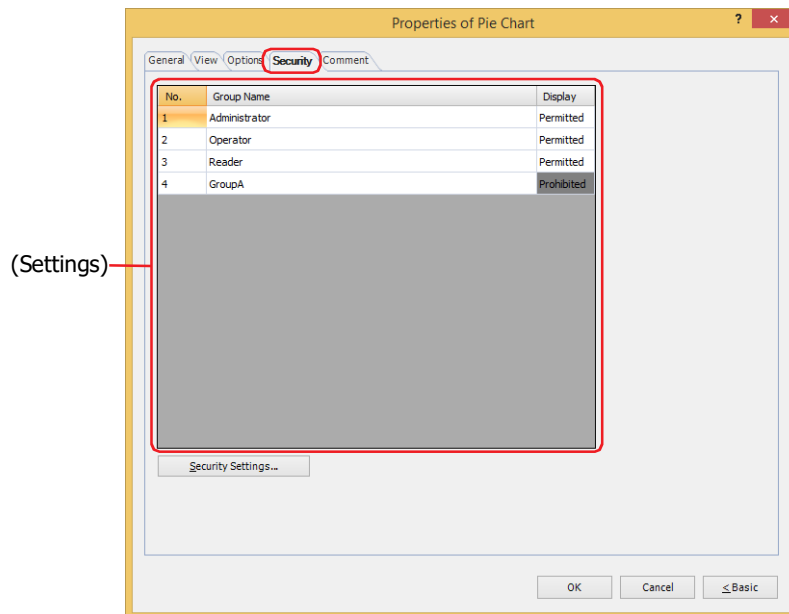 Properties of Pie Chart ? ×
General View Options Security Comment
No. Group Name Display
1 Administrator Permitted
2 Operator Permitted
3 Reader Permitted
4 GroupA Prohibited
(Settings)
Security Settings...
OK Cancel < Basic